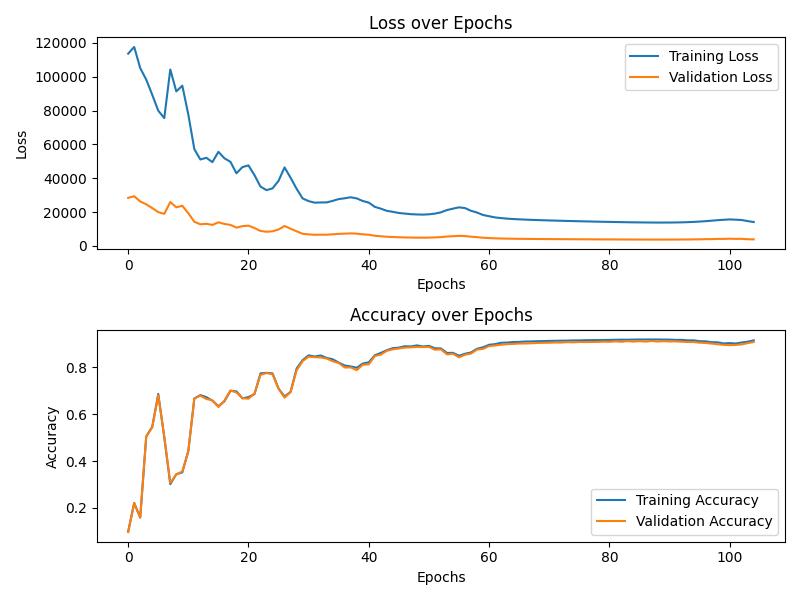 Loss over Epochs
120000
100000
80000
60000
40000
20000
0
Loss
Training Loss
Validation Loss
0 20 40 60 80 100
Epochs
Accuracy over Epochs
0.8
0.6
0.4
0.2
Accuracy
Training Accuracy
Validation Accuracy
0 20 40 60 80 100
Epochs